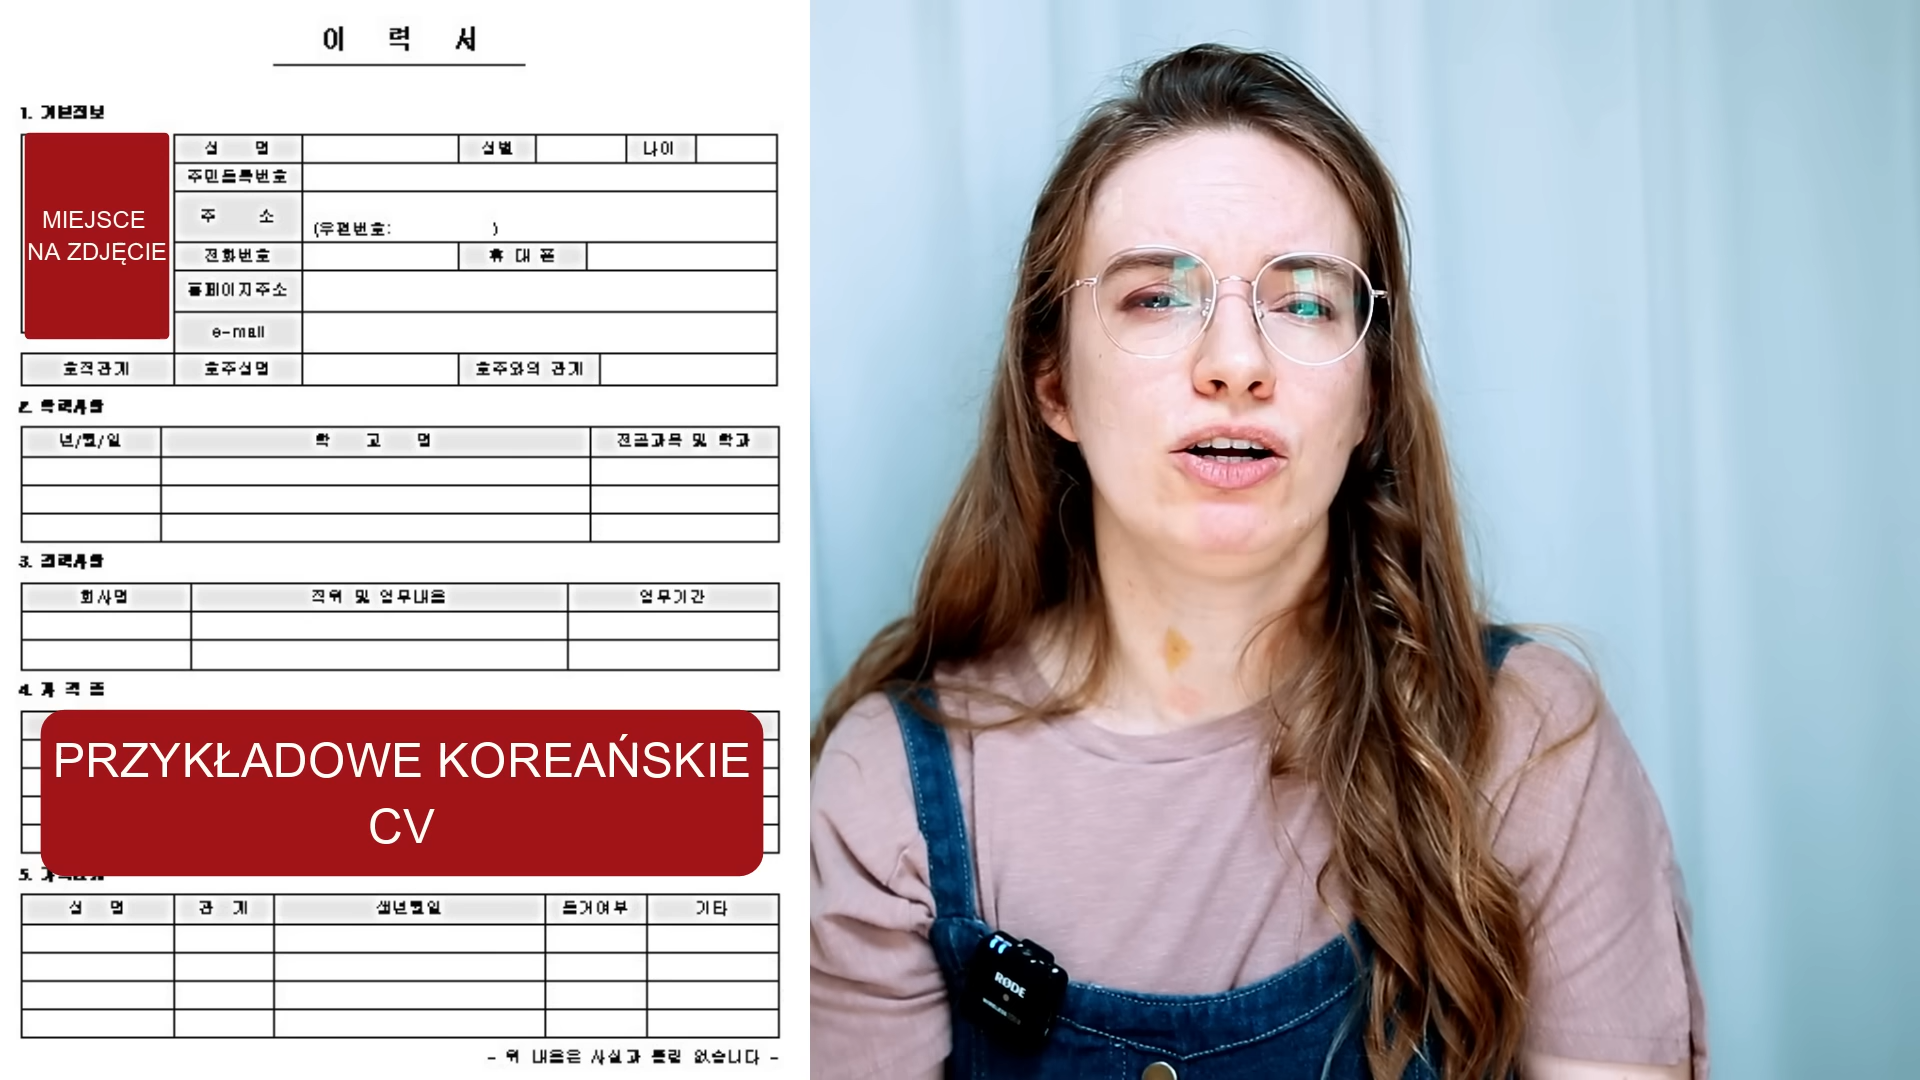 이 력 서
1. 기본정보
MIEJSCE
NA ZDJĘCIE
성 명 성별 나이
주민등록번호
주 소
(우편번호: )
전화번호 휴 대 폰
홈페이지주소
e-mail
호적관계 호주성명 호주와의 관계
2. 학력사항
년/월/일 학 교 명 전공과목 및 학과
3. 경력사항
회사명 직위 및 업무내용 업무기간
4. 자 격 증
PRZYKŁADOWE KOREAŃSKIE
CV
5.
성 명 관 계 생년월일 동거여부 기타
- 위 내용은 사실과 틀림 없습니다 -
RØDE